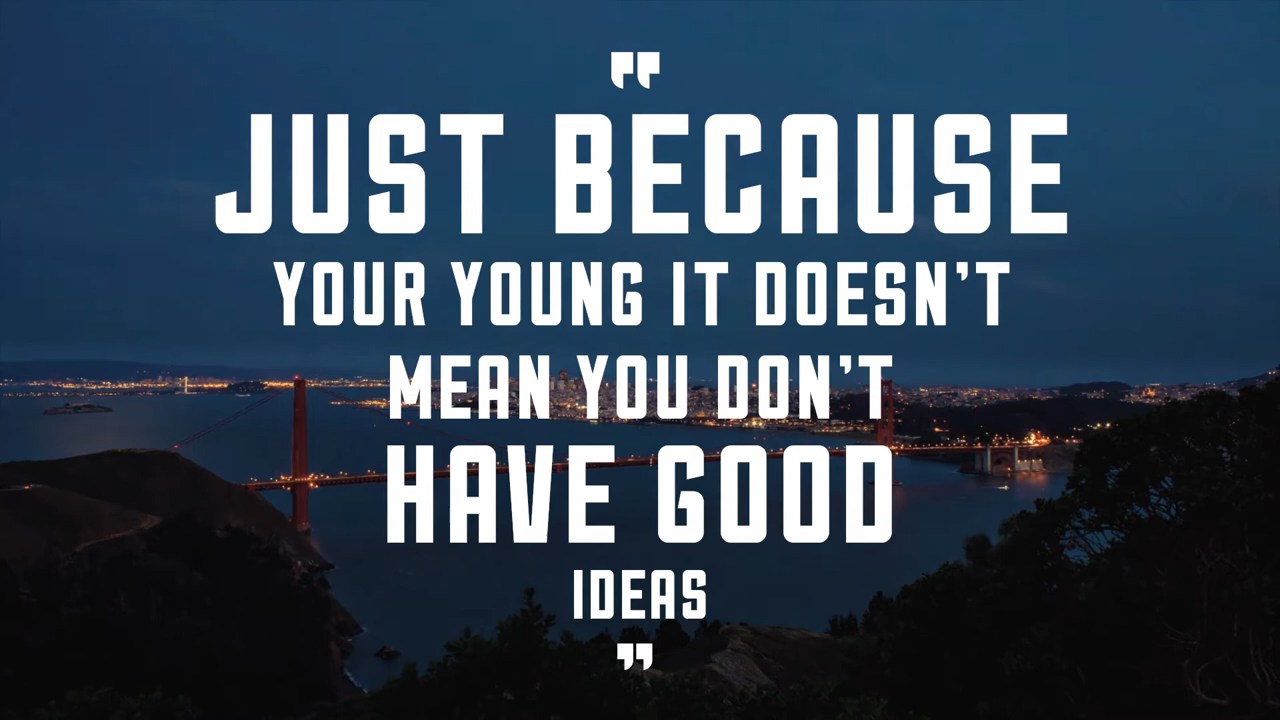 "
JUST BECAUSE
YOUR YOUNG IT DOESN'T
MEAN YOU DON'T
HAVE GOOD
IDEAS
"